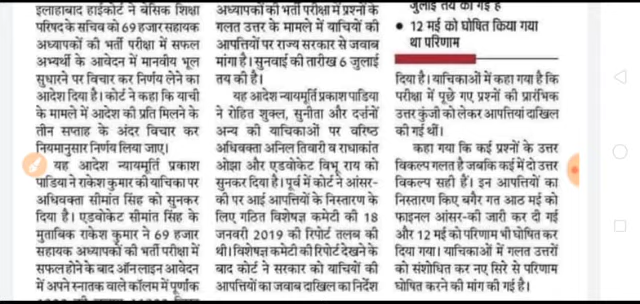 इलाहाबाद हाईकोर्ट ने बेसिक शिक्षा
परिषद के सचिव को 69 हजार सहायक
अध्यापकों की भर्ती परीक्षा में सफल
अभ्यर्थी के आवेदन में मानवीय भूल
सुधारने पर विचार कर निर्णय लेने का
आदेश दिया है। कोर्ट ने कहा कि याची
के मामले में आदेश की प्रति मिलने के
तीन सप्ताह के अंदर विचार कर
नियमानुसार निर्णय लिया जाए।
यह आदेश न्यायमूर्ति प्रकाश
पाडिया ने राकेश कुमार की याचिका पर
अधिवक्ता सीमांत सिंह को सुनकर
दिया है। एडवोकेट सीमांत सिंह के
मुताबिक राकेश कुमार ने 69 हजार
सहायक अध्यापकों की भर्ती परीक्षा में
सफल होने के बाद ऑनलाइन आवेदन
में अपने स्नातक वाले कॉलम में पूर्णांक
अध्यापकों की भर्ती परीक्षा में प्रश्नों के
गलत उत्तर के मामले में याचियों की
आपत्तियों पर राज्य सरकार से जवाब
मांगा है। सुनवाई की तारीख 6 जुलाई
तय की है।
यह आदेश न्यायमूर्ति प्रकाश पाडिया
ने रोहित शुक्ल, सुनीता और दर्जनों
अन्य की याचिकाओं पर वरिष्ठ
अधिवक्ता अनिल तिवारी व राधाकांत
ओझा और एडवोकेट विभू राय को
सुनकर दिया है। पूर्व में कोर्ट ने आंसर-
की पर आई आपत्तियों के निस्तारण के
लिए गठित विशेषज्ञ कमेटी की 18
जनवरी 2019 की रिपोर्ट तलब की
थी। विशेषज्ञ कमेटी की रिपोर्ट देखने के
बाद कोर्ट ने सरकार को याचियों की
आपत्तियों का जवाब दाखिल का निर्देश
जुलाई तय की गई है
• 12 मई को घोषित किया गया
था परिणाम
दिया है। याचिकाओं में कहा गया है कि
परीक्षा में पूछे गए प्रश्नों की प्रारंभिक
उत्तर कुंजी को लेकर आपत्तियां दाखिल
की गई थीं।
कहा गया कि कई प्रश्नों के उत्तर
विकल्प गलत है जबकि कई में दो उत्तर
विकल्प सही हैं। इन आपत्तियों का
निस्तारण किए बगैर गत आठ मई को
फाइनल आंसर-की जारी कर दी गई
और 12 मई को परिणाम भी घोषित कर
दिया गया। याचिकाओं में गलत उत्तरों
को संशोधित कर नए सिरे से परिणाम
घोषित करने की मांग की गई है।